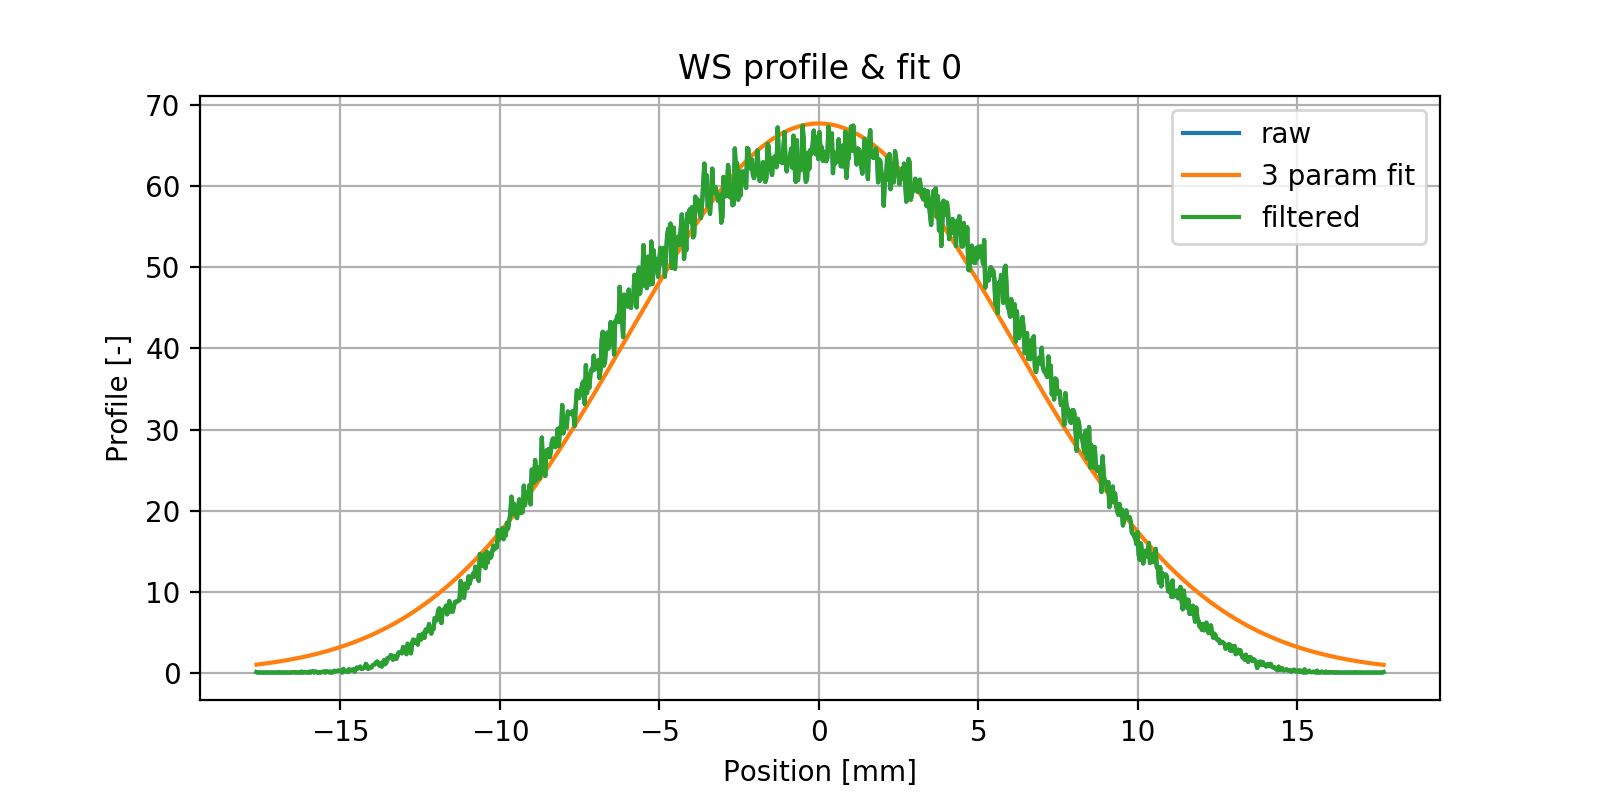 WS profile & fit 0
raw
3 param fit
filtered
70
60
50
40
30
20
10
0
Profile [-]
−15 −10 −5 0 5 10 15
Position [mm]